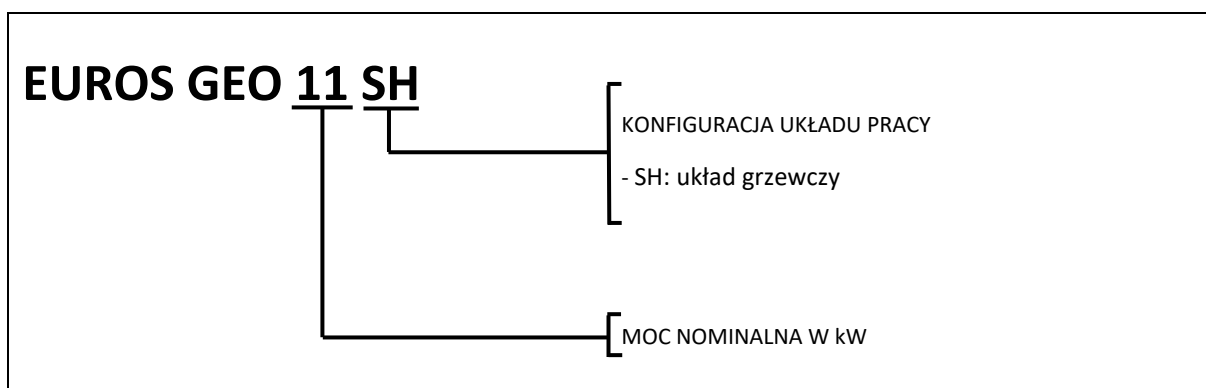 EUROS GEO 11 SH
KONFIGURACJA UKŁADU PRACY
- SH: układ grzewczy
MOC NOMINALNA W kW